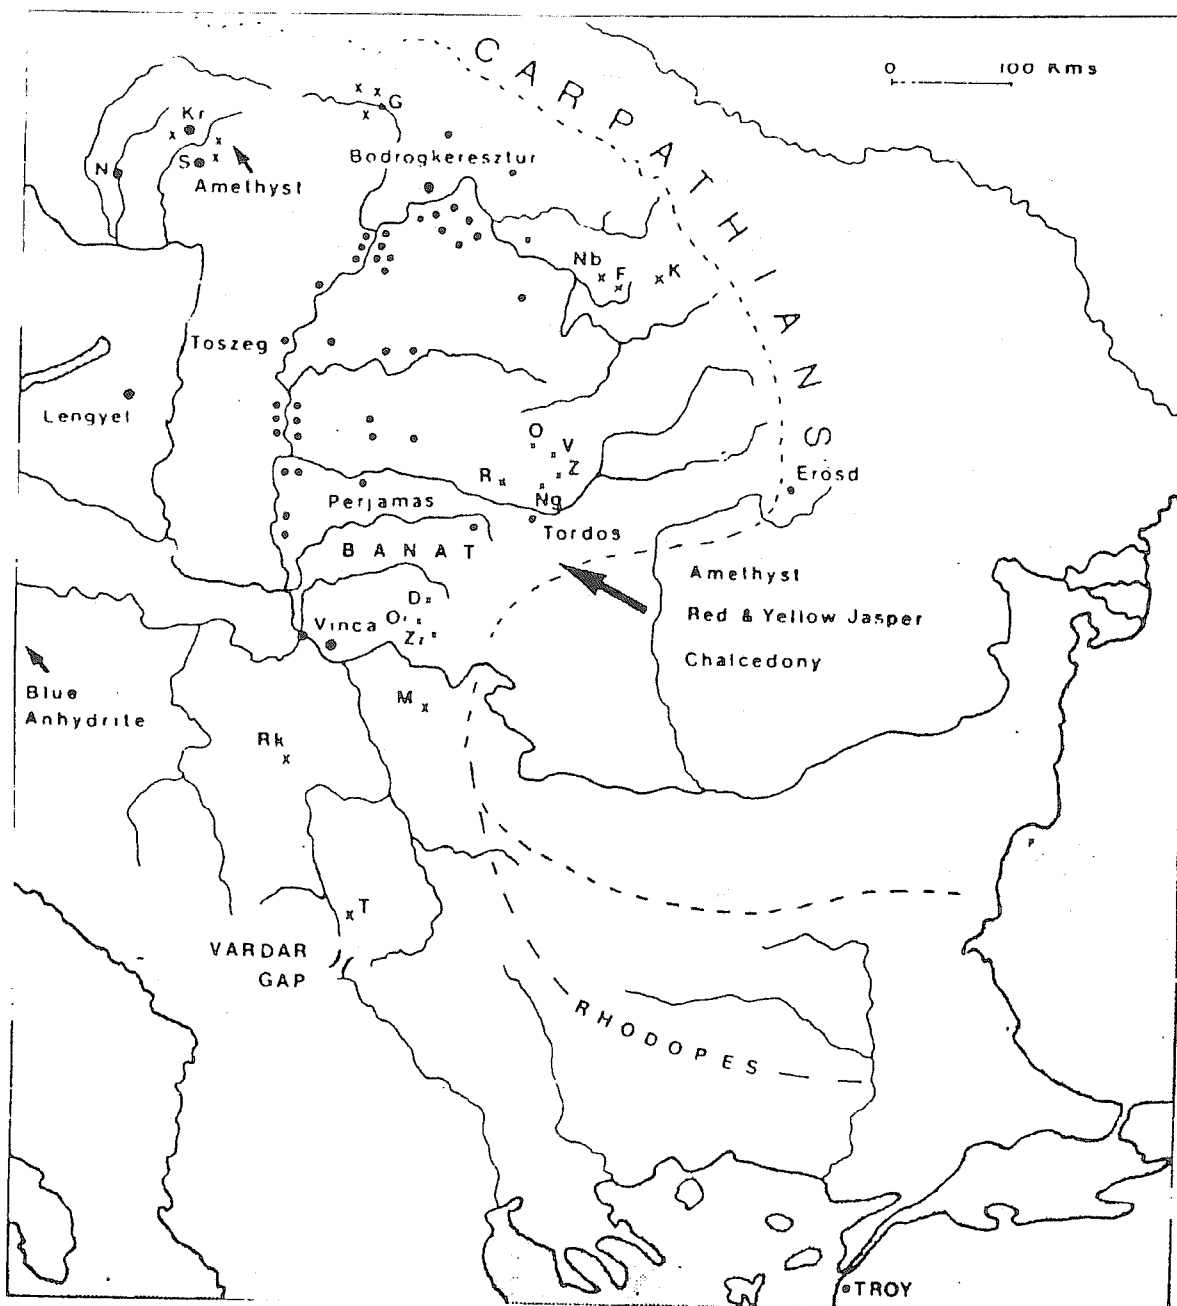 CARPATHIANS
0 100 Kms
G
Kr
Bodrogkeresztur
N
S
Amethyst
Nb
F
K
Toszeg
Lengyel
O
V
Z
R
Ng
Erosd
Perjamas
Tordos
BANAT
Amethyst
D
Red & Yellow Jasper
Vinca
Zr
Chalcedony
Blue
Anhydrite
M
Rk
T
VARDAR
GAP
RHODOPES
TROY